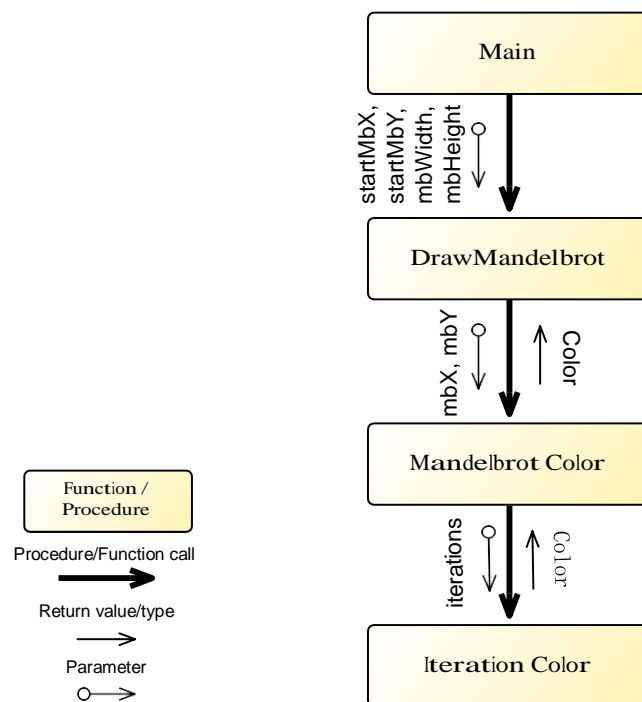 Main
startMbX,
startMbY,
mbWidth,
mbHeight
DrawMandelbrot
mbX, mbY
Color
Mandelbrot Color
iterations
Color
Iteration Color
Function /
Procedure
Procedure/Function call
Return value/type
Parameter